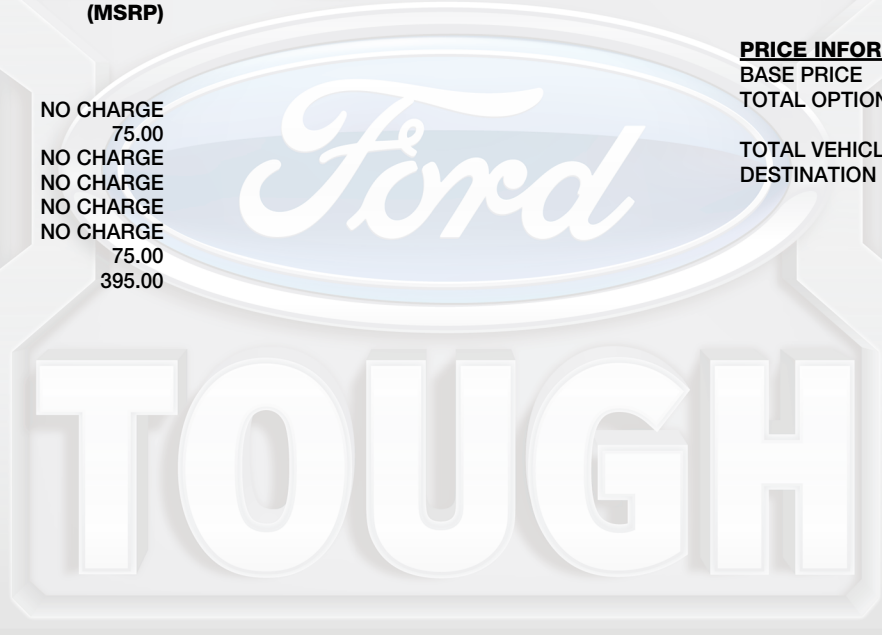 (MSRP)
NO CHARGE
75.00
NO CHARGE
NO CHARGE
NO CHARGE
NO CHARGE
75.00
395.00
PRICE INFOR
BASE PRICE
TOTAL OPTION
TOTAL VEHICL
DESTINATION
Ford
TOUGH